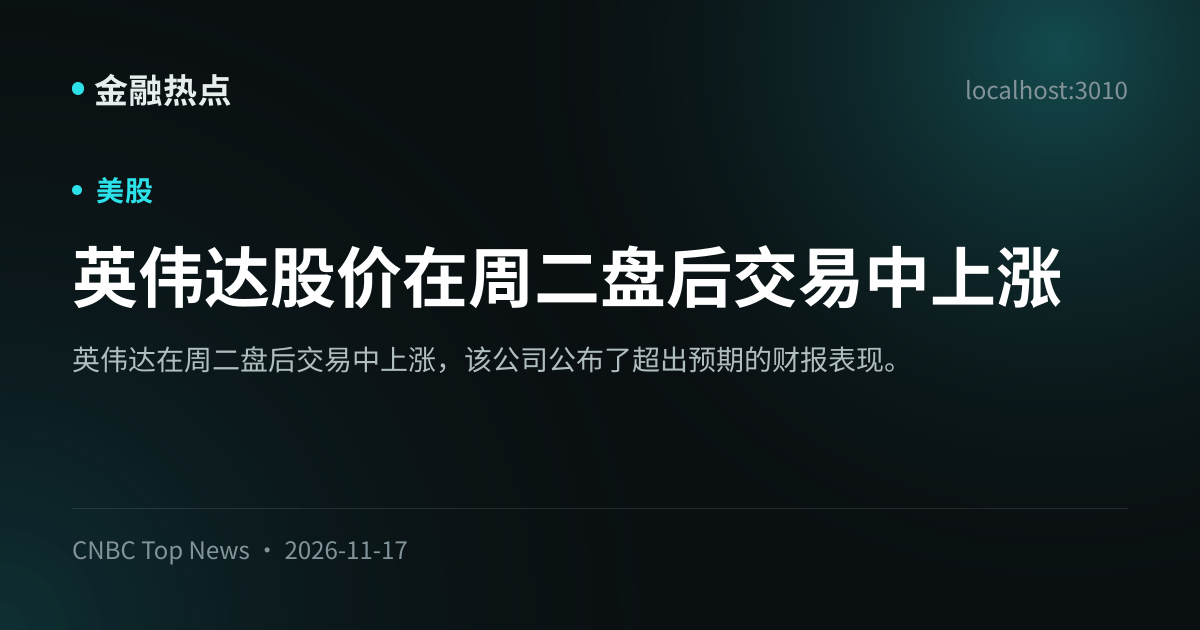 金融热点
localhost:3010
美股
英伟达股价在周二盘后交易中上涨
英伟达在周二盘后交易中上涨，该公司公布了超出预期的财报表现。
CNBC Top News · 2026-11-17